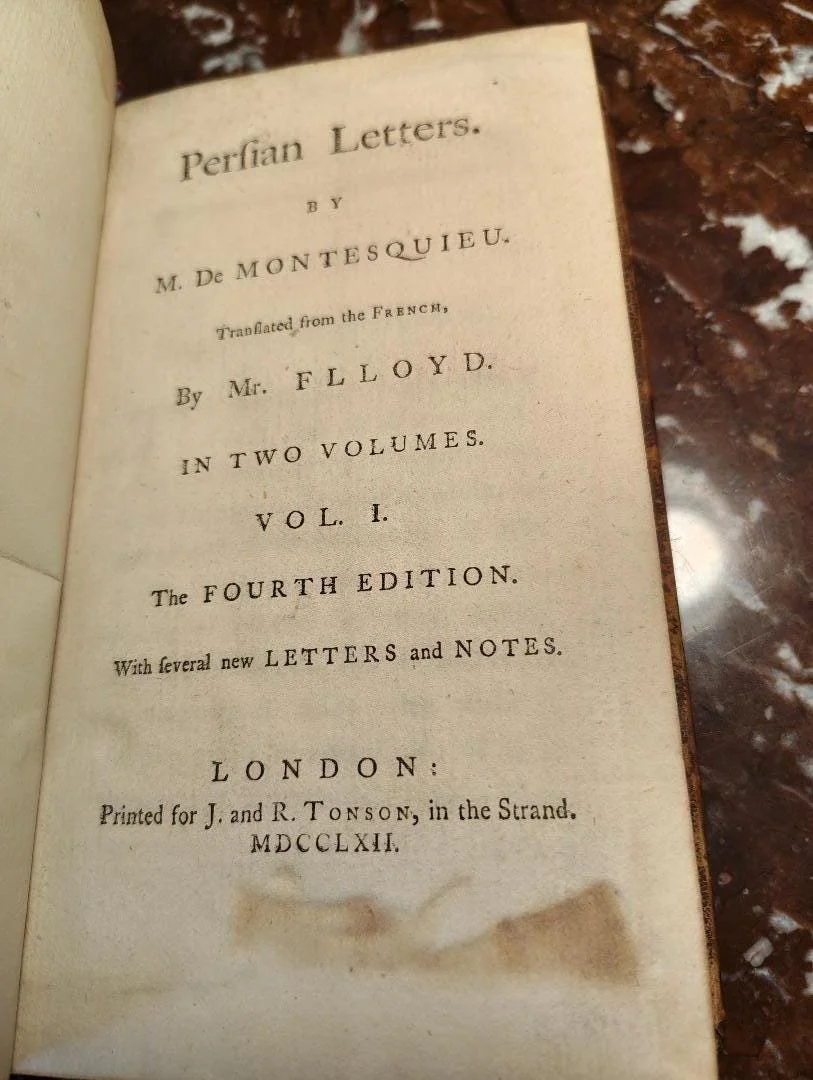 Perſian Letters.
BY
M. De MONTESQUIEU.
Tranſlated from the FRENCH,
By Mr. FLLOYD.
IN TWO VOLUMES.
VOL. I.
The FOURTH EDITION.
With ſeveral new LETTERS and NOTES.
LONDON:
Printed for J. and R. TONSON, in the Strand.
MDCCLXII.